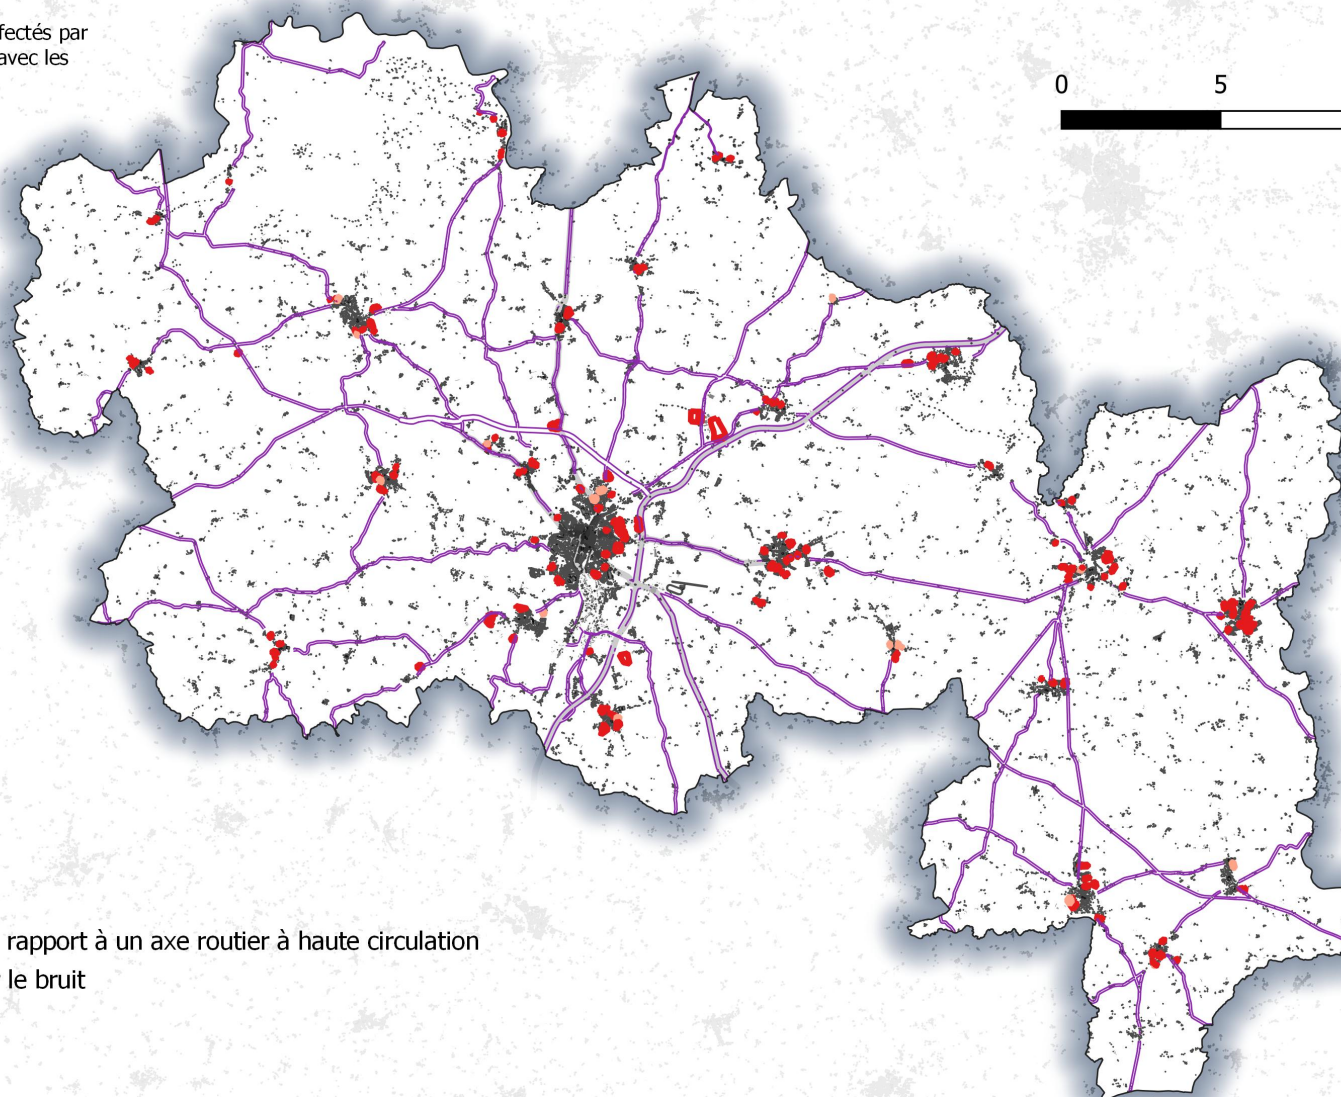 fectés par
avec les
0 5
rapport à un axe routier à haute circulation
le bruit